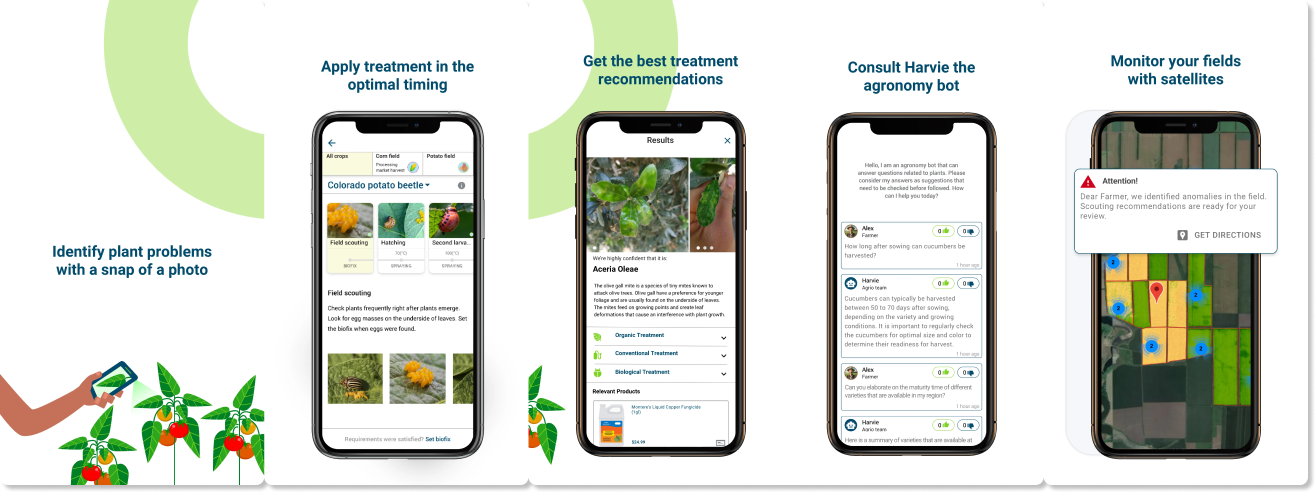 Identify plant problems
with a snap of a photo
Apply treatment in the
optimal timing
All crops
Corn field
Processing
market harvest
Potato field
Colorado potato beetle
Field scouting
Hatching
Second larva...
BIOFIX
SPRAYING
SPRAYING
Field scouting
Check plants frequently right after plants emerge.
Look for egg masses on the underside of leaves. Set
the biofix when eggs were found.
Requirements were satisfied? Set biofix
Get the best treatment
recommendations
Results
We're highly confident that it is
Aceria Oleae
The olive gall mite is a species of tiny mites known to
attack olive trees. Olive gall have a preference for younger
foliage and are usually found on the underside of leaves.
The mites feed on growing points and create leaf
deformations that cause an interference with plant growth.
Organic Treatment
Conventional Treatment
Biological Treatment
Relevant Products
Monterey Liquid Copper Fungicide
(1gl)
$34.99
Consult Harvie the
agronomy bot
Hello, I am an agronomy bot that can
answer questions related to plants. Please
consider my answers as suggestions that
need to be checked before followed. How
can I help you today?
Alex
Farmer
0
0
How long after sowing can cucumbers be
harvested?
1 hour ago
Harvie
Agrio team
0
0
Cucumbers can typically be harvested
between 50 to 70 days after sowing,
depending on the variety and growing
conditions. It is important to regularly check
the cucumbers for optimal size and color to
determine their readiness for harvest.
1 hour ago
Alex
Farmer
0
0
Can you elaborate on the maturity time of different
varieties that are available in my region?
1 hour ago
Harvie
Agrio team
0
0
Here is a summary of varieties that are available at
Monitor your fields
with satellites
Attention!
Dear Farmer, we identified anomalies in the field.
Scouting recommendations are ready for your
review.
GET DIRECTIONS
2
2
2
2
2